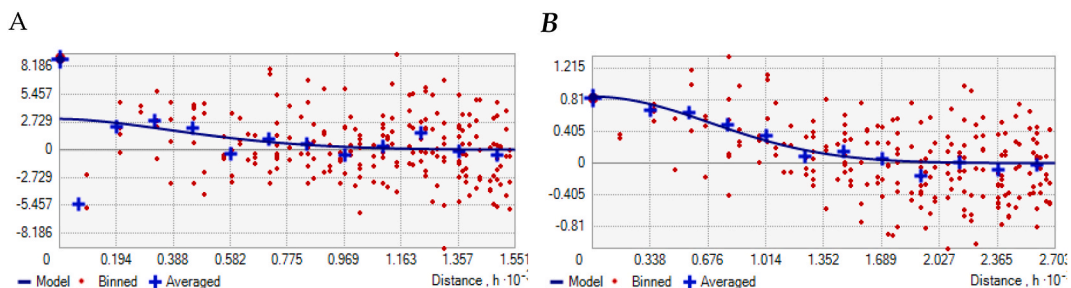 A
B
8.186
5.457
2.729
0
-2.729
-5.457
-8.186
0 0.194 0.388 0.582 0.775 0.969 1.163 1.357 1.551
Model Binned Averaged Distance , h ·10⁻
1.215
0.81
0.405
0
-0.405
-0.81
0 0.338 0.676 1.014 1.352 1.689 2.027 2.365 2.703
Model Binned Averaged Distance , h ·10⁻